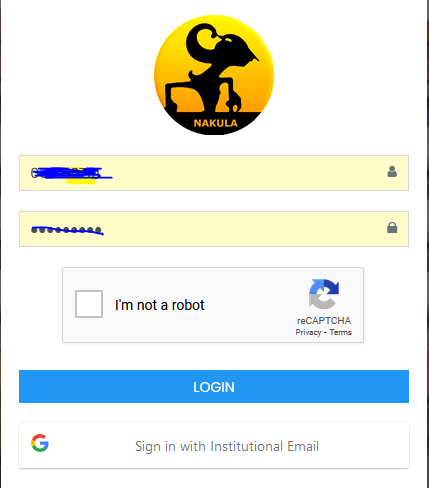 NAKULA
I'm not a robot
reCAPTCHA
Privacy - Terms
LOGIN
Sign in with Institutional Email